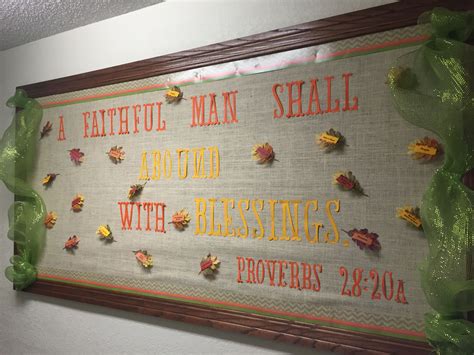 A FAITHFUL MAN SHALL
ABOUND
WITH BLESSINGS.
PROVERBS 28:20a